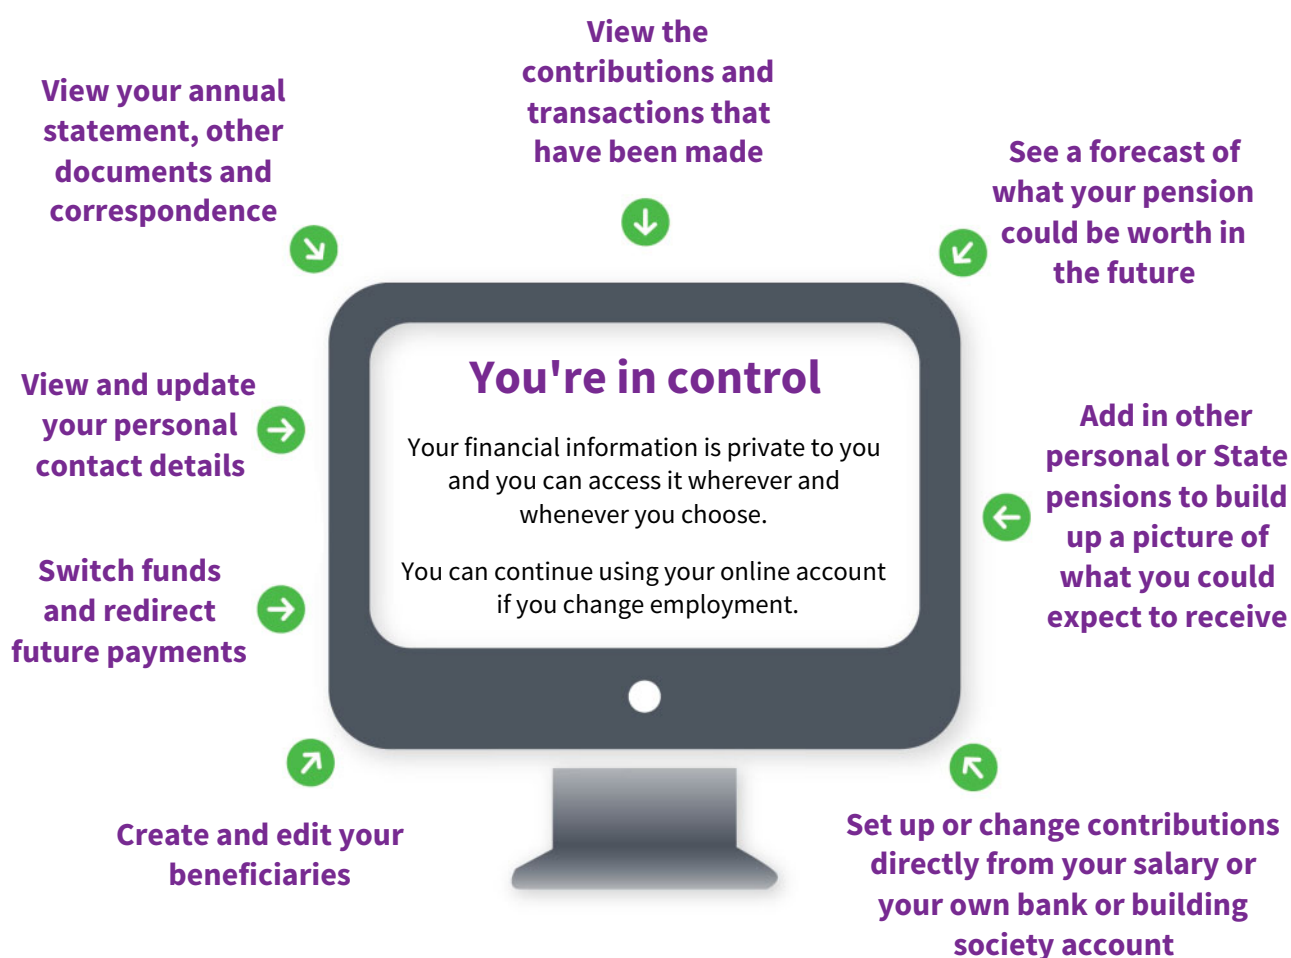 View the
contributions and
transactions that
have been made
View your annual
statement, other
documents and
correspondence
See a forecast of
what your pension
could be worth in
the future
You're in control
Your financial information is private to you
and you can access it wherever and
whenever you choose.
You can continue using your online account
if you change employment.
View and update
your personal
contact details
Add in other
personal or State
pensions to build
up a picture of
what you could
expect to receive
Switch funds
and redirect
future payments
Create and edit your
beneficiaries
Set up or change contributions
directly from your salary or
your own bank or building
society account